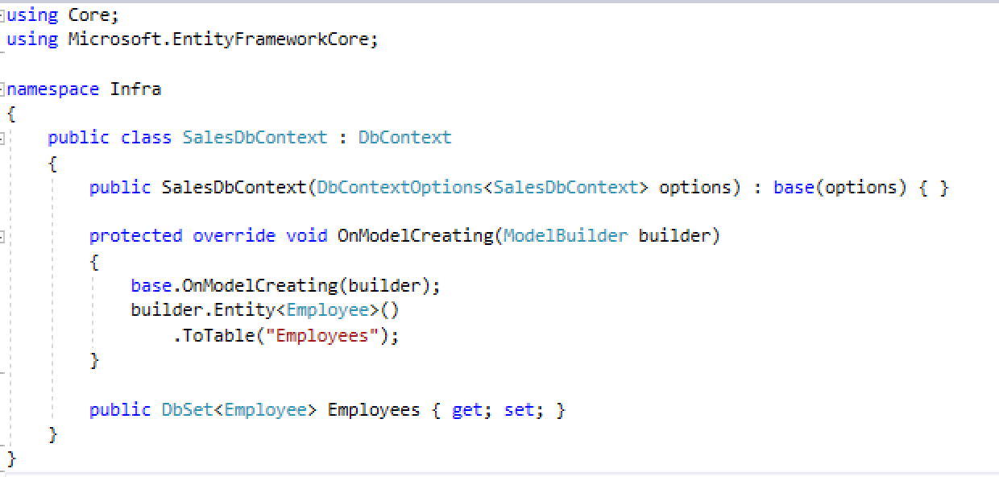 using Core;
using Microsoft.EntityFrameworkCore;
namespace Infra
{
public class SalesDbContext : DbContext
{
public SalesDbContext(DbContextOptions<SalesDbContext> options) : base(options) { }
protected override void OnModelCreating(ModelBuilder builder)
{
base.OnModelCreating(builder);
builder.Entity<Employee>()
.ToTable("Employees");
}
public DbSet<Employee> Employees { get; set; }
}
}